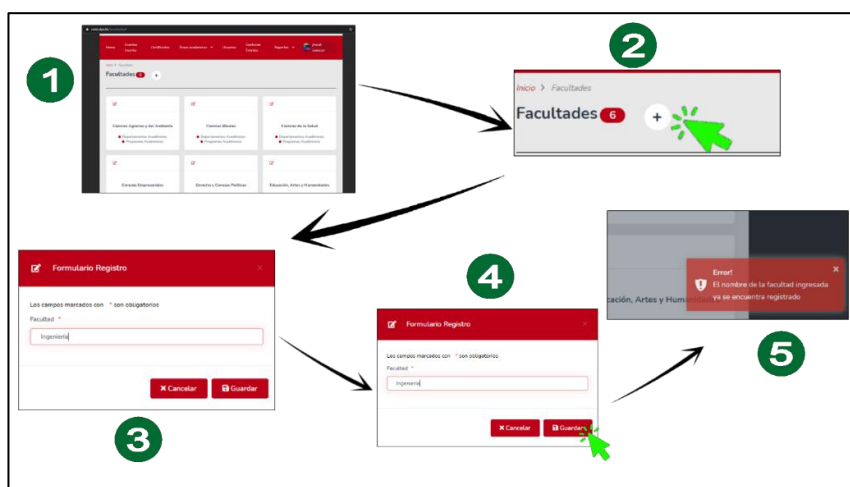 1
Facultades 6 +
Ciencias Agrarias y del Ambiente
Ciencias Básicas
Ciencias de la Salud
Departamentos Académicos
Programas Académicos
Departamentos Académicos
Programas Académicos
Departamentos Académicos
Programas Académicos
Ciencias Empresariales
Derecho y Ciencias Políticas
Educación, Artes y Humanidades
2
Inicio > Facultades
Facultades 6 +
3
Formulario Registro ×
Los campos marcados con * son obligatorios
Facultad *
Ingeniería
× Cancelar
Guardar
4
Formulario Registro ×
Los campos marcados con * son obligatorios
Facultad *
Ingeniería
× Cancelar
Guardar
5
Error! ×
El nombre de la facultad ingresada
ya se encuentra registrado
cación, Artes y Human